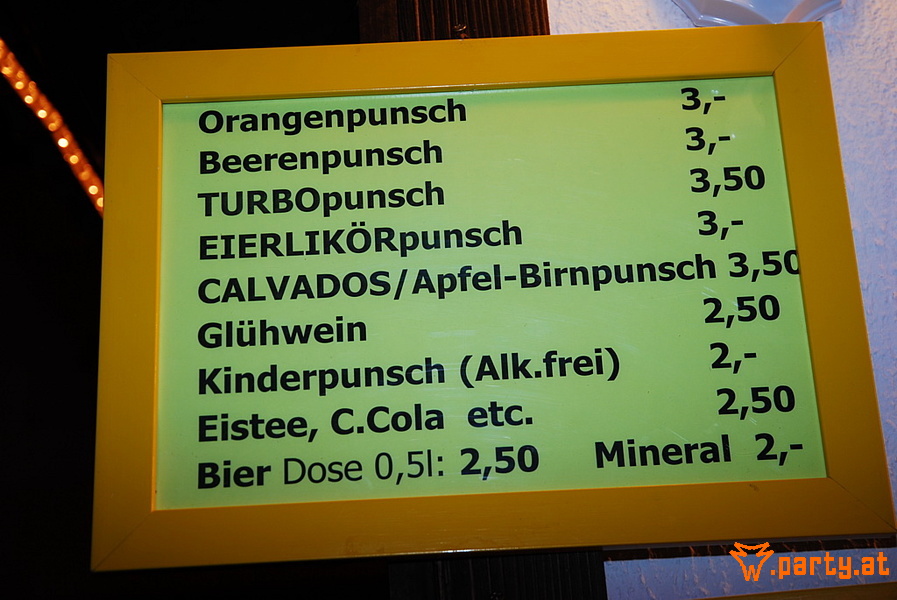 Orangenpunsch 3,-
Beerenpunsch 3,-
TURBOpunsch 3,50
EIERLIKÖRpunsch 3,-
CALVADOS/Apfel-Birnpunsch 3,50
Glühwein 2,50
Kinderpunsch (Alk.frei) 2,-
Eistee, C.Cola etc. 2,50
Bier Dose 0,5l: 2,50 Mineral 2,-
.party.at